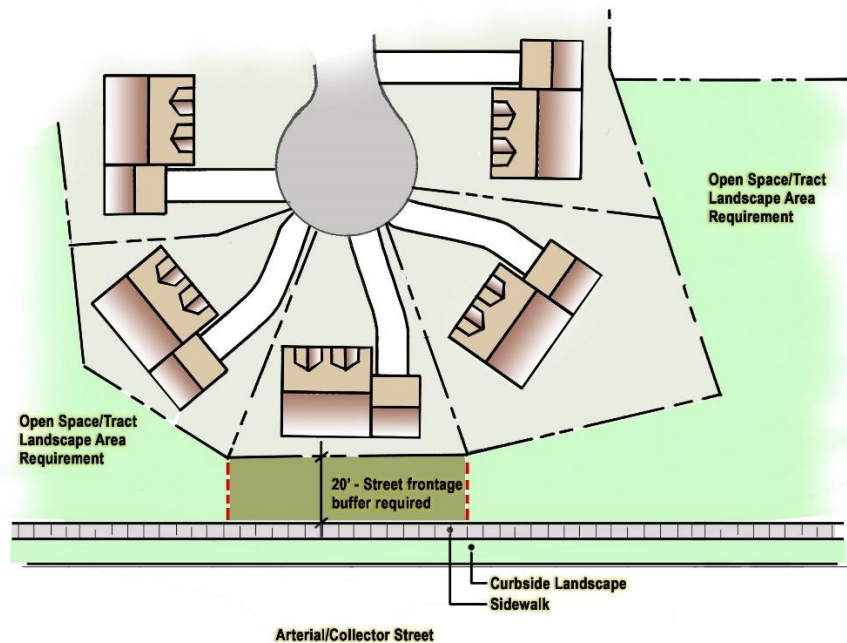 Open Space/Tract
Landscape Area
Requirement
Open Space/Tract
Landscape Area
Requirement
20' - Street frontage
buffer required
Curbside Landscape
Sidewalk
Arterial/Collector Street